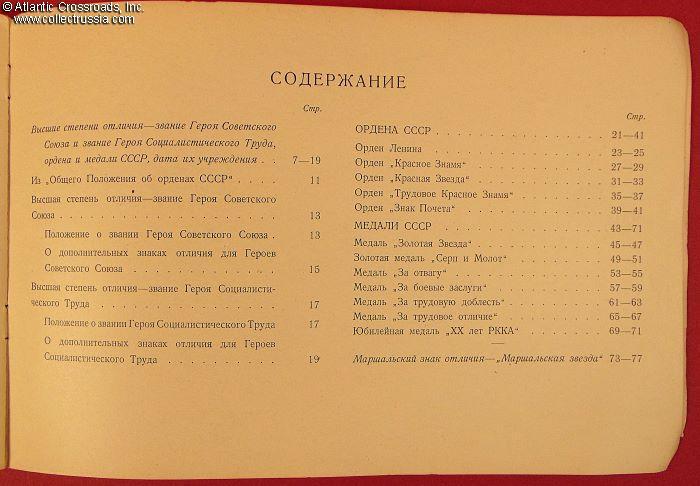 © Atlantic Crossroads, Inc.
www.collectrussia.com
СОДЕРЖАНИЕ
Стр.
Высшие степени отличия—звание Героя Советского
Союза и звание Героя Социалистического Труда,
ордена и медали СССР, дата их учреждения . . 7—19
Из „Общего Положения об орденах СССР“ . . . . 11
Высшая степень отличия—звание Героя Советского
Союза . . . . . . . . . . . . . . . . . 13
Положение о звании Героя Советского Союза . 13
О дополнительных знаках отличия для Героев
Советского Союза . . . . . . . . . . . 15
Высшая степень отличия—звание Героя Социалисти-
ческого Труда . . . . . . . . . . . . . 17
Положение о звании Героя Социалистического Труда 17
О дополнительных знаках отличия для Героев
Социалистического Труда . . . . . . . . 19
Стр.
ОРДЕНА СССР . . . . . . . . . . . . 21—41
Орден Ленина . . . . . . . . . . . . 23—25
Орден „Красное Знамя“ . . . . . . . . 27—29
Орден „Красная Звезда“ . . . . . . . . 31—33
Орден „Трудовое Красное Знамя“ . . . . 35—37
Орден „Знак Почета“ . . . . . . . . . 39—41
МЕДАЛИ СССР . . . . . . . . . . . . 43—71
Медаль „Золотая Звезда“ . . . . . . . 45—47
Золотая медаль „Серп и Молот“ . . . . 49—51
Медаль „За отвагу“ . . . . . . . . . 53—55
Медаль „За боевые заслуги“ . . . . . . 57—59
Медаль „За трудовую доблесть“ . . . . 61—63
Медаль „За трудовое отличие“ . . . . . 65—67
Юбилейная медаль „XX лет РККА“ . . . . 69—71
Маршальский знак отличия—„Маршальская звезда“ 73—77